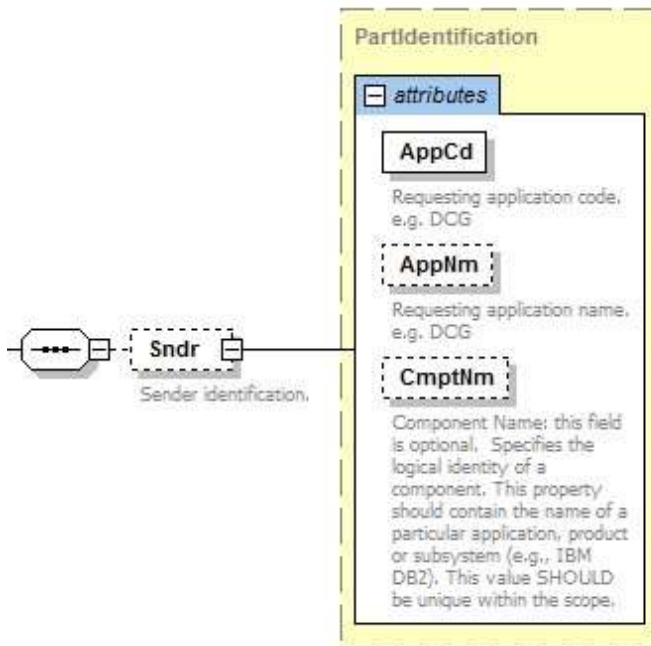 PartIdentification
attributes
AppCd
Requesting application code.
e.g. DCG
AppNm
Requesting application name.
e.g. DCG
Sndr
Sender identification.
CmptNm
Component Name: this field
is optional.  Specifies the
logical identity of a
component. This property
should contain the name of a
particular application, product
or subsystem (e.g., IBM
DB2). This value SHOULD
be unique within the scope.